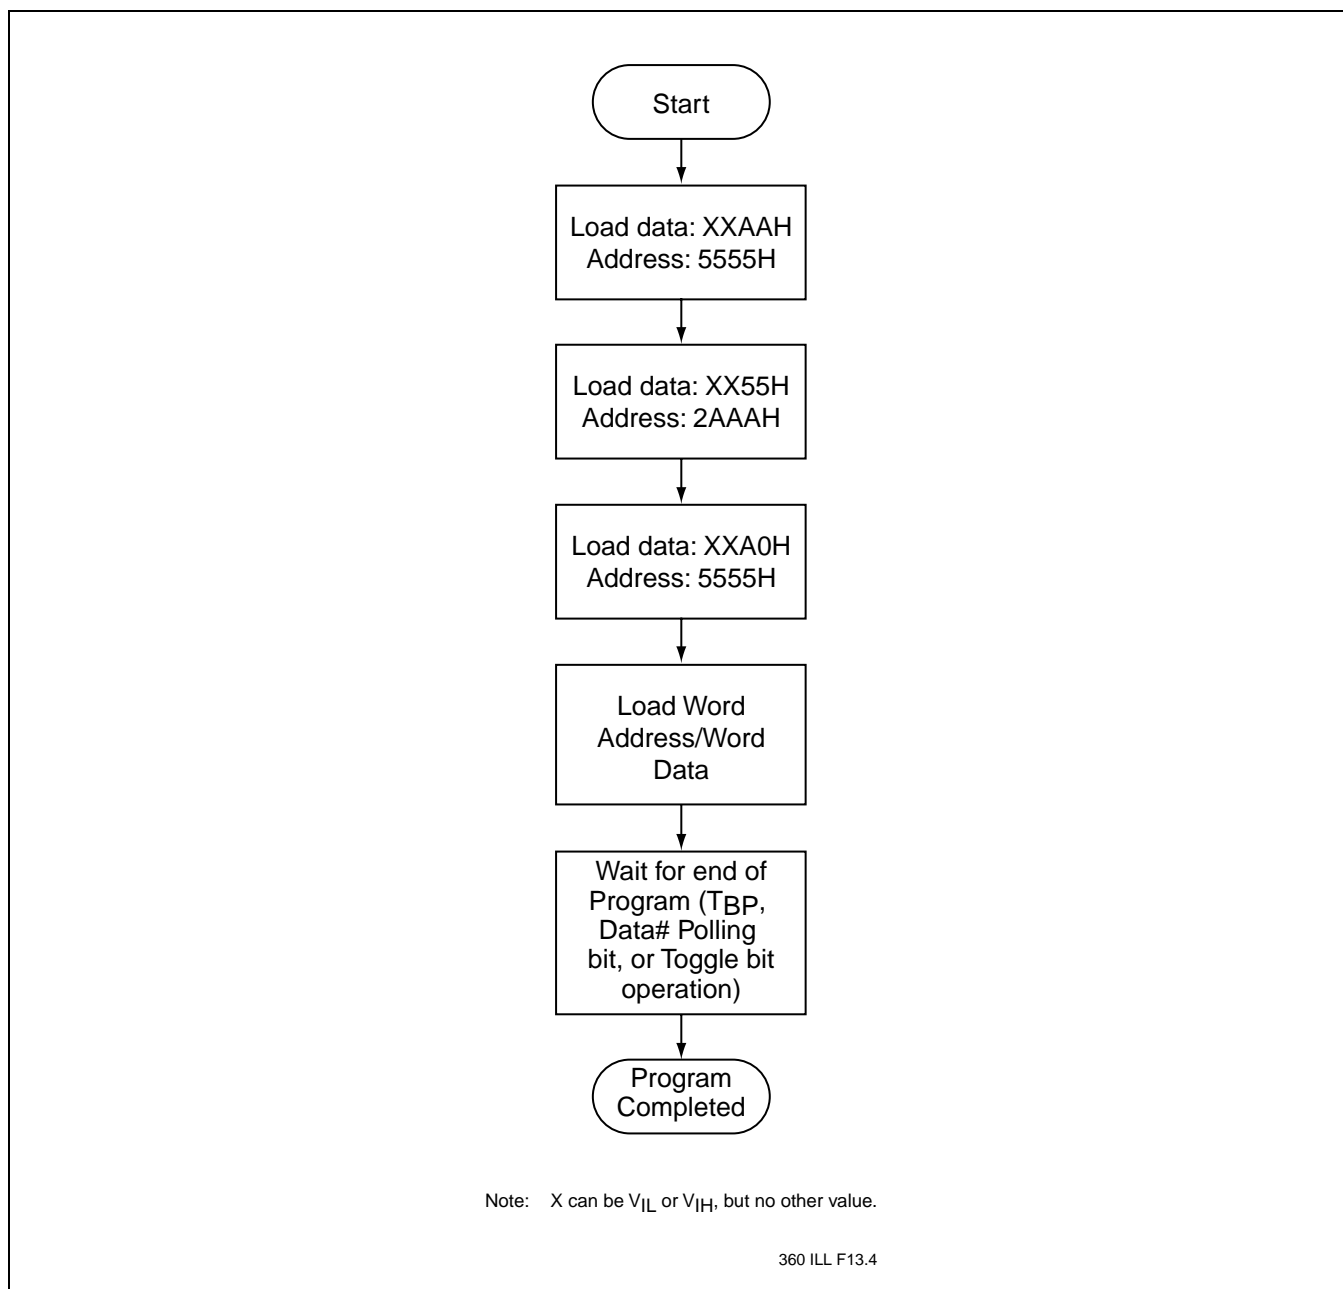 Start
Load data: XXAAH
Address: 5555H
Load data: XX55H
Address: 2AAAH
Load data: XXA0H
Address: 5555H
Load Word
Address/Word
Data
Wait for end of
Program (TBP,
Data# Polling
bit, or Toggle bit
operation)
Program
Completed
Note: X can be VIL or VIH, but no other value.
360 ILL F13.4